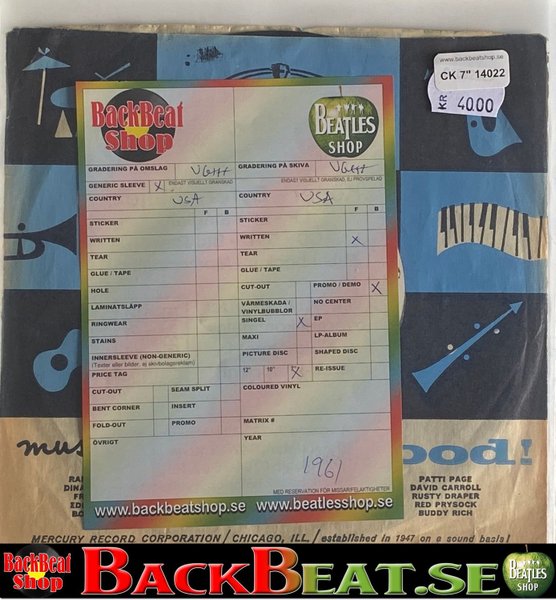 www.backbeatshop.se
CK 7" 14022
KR 40.00
BackBeat Shop
BEATLES SHOP
GRADERING PÅ OMSLAG VG++ GRADERING PÅ SKIVA VG++
GENERIC SLEEVE X ENDAST VISUELLT GRANSKAD ENDAST VISUELLT GRANSKAD, EJ PROVSPELAD
COUNTRY USA COUNTRY USA
STICKER F B STICKER F B
WRITTEN WRITTEN X
TEAR TEAR
GLUE / TAPE GLUE / TAPE
HOLE CUT-OUT PROMO / DEMO X
LAMINATSLÄPP VÄRMESKADA / VINYLBUBBLOR NO CENTER
RINGWEAR SINGEL X EP
STAINS MAXI LP-ALBUM
INNERSLEEVE (NON-GENERIC) PICTURE DISC SHAPED DISC
(Texter eller bilder, ej skivbolagsreklam)
PRICE TAG 12" 10" X RE-ISSUE
CUT-OUT SEAM SPLIT COLOURED VINYL
BENT CORNER INSERT
FOLD-OUT PROMO MATRIX #
ÖVRIGT YEAR
1961
MED RESERVATION FÖR MISSAR/FELAKTIGHETER
www.backbeatshop.se www.beatlesshop.se
mus ood!
PATTI PAGE
DAVID CARROLL
RUSTY DRAPER
RED PRYSOCK
BUDDY RICH
MERCURY RECORD CORPORATION / CHICAGO, ILL. / established in 1947 on a sound basis!
BackBeat Shop BACKBEAT.SE BEATLES SHOP